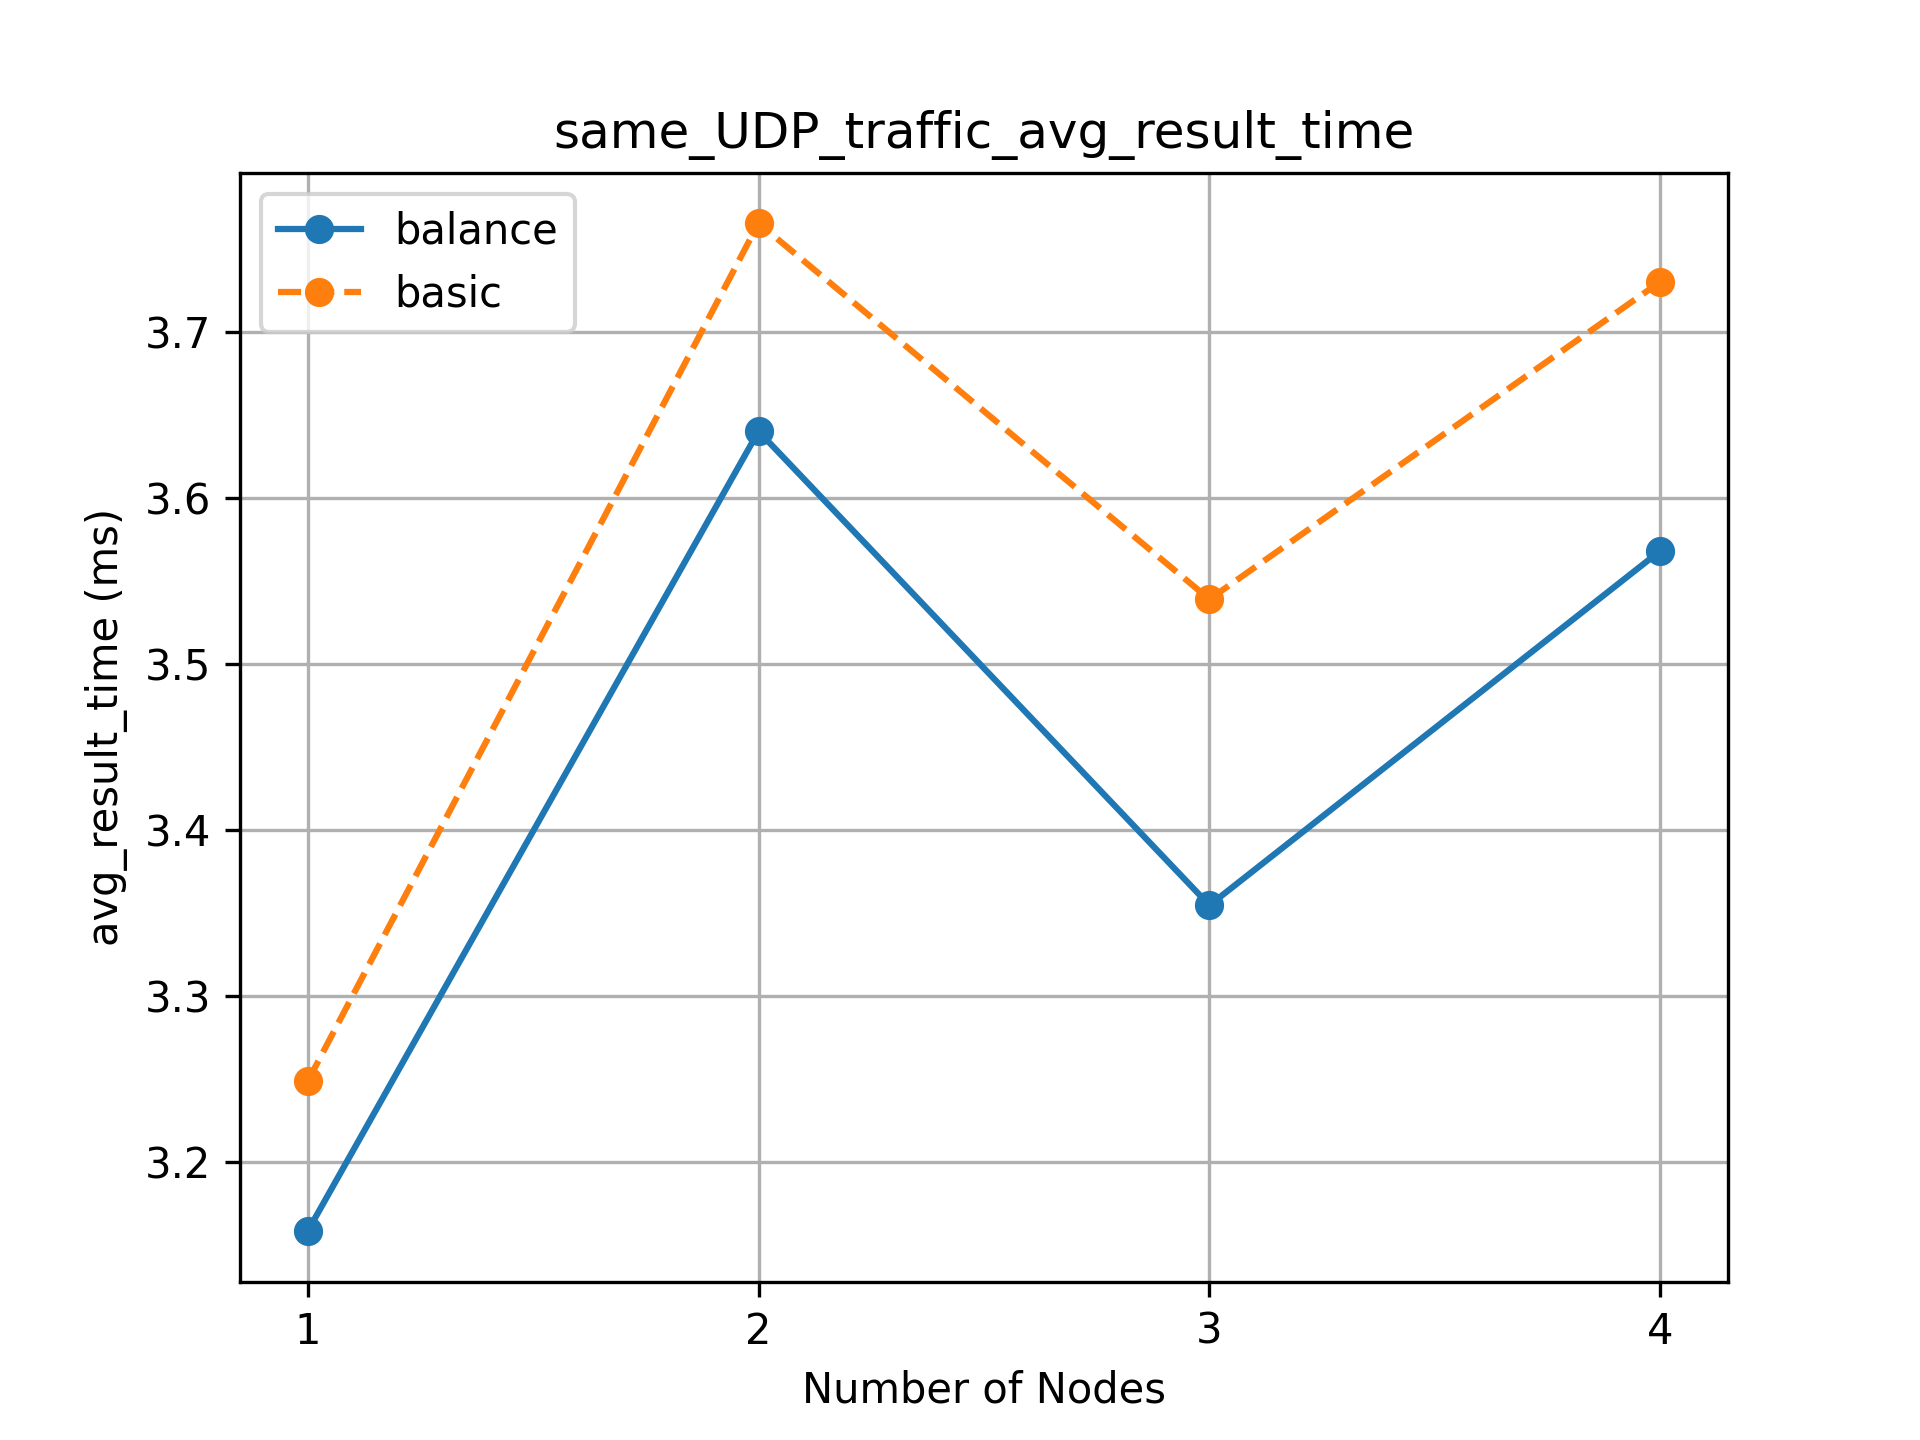 same_UDP_traffic_avg_result_time
balance
basic
avg_result_time (ms)
3.7
3.6
3.5
3.4
3.3
3.2
1 2 3 4
Number of Nodes